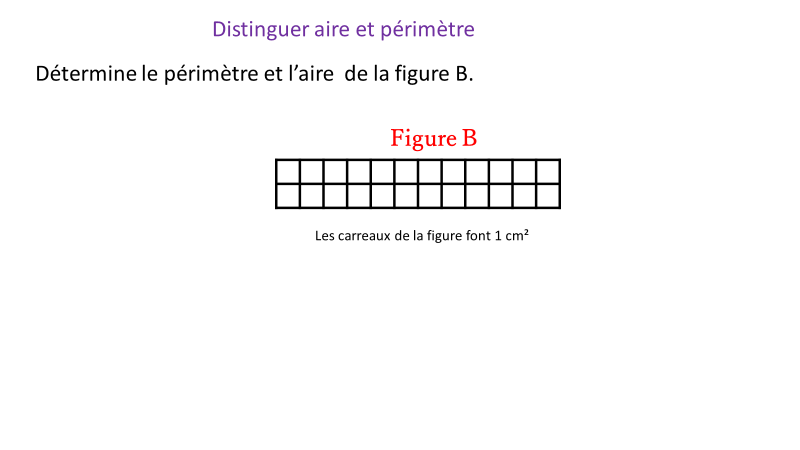 Distinguer aire et périmètre
Détermine le périmètre et l’aire  de la figure B.
Figure B
Les carreaux de la figure font 1 cm²